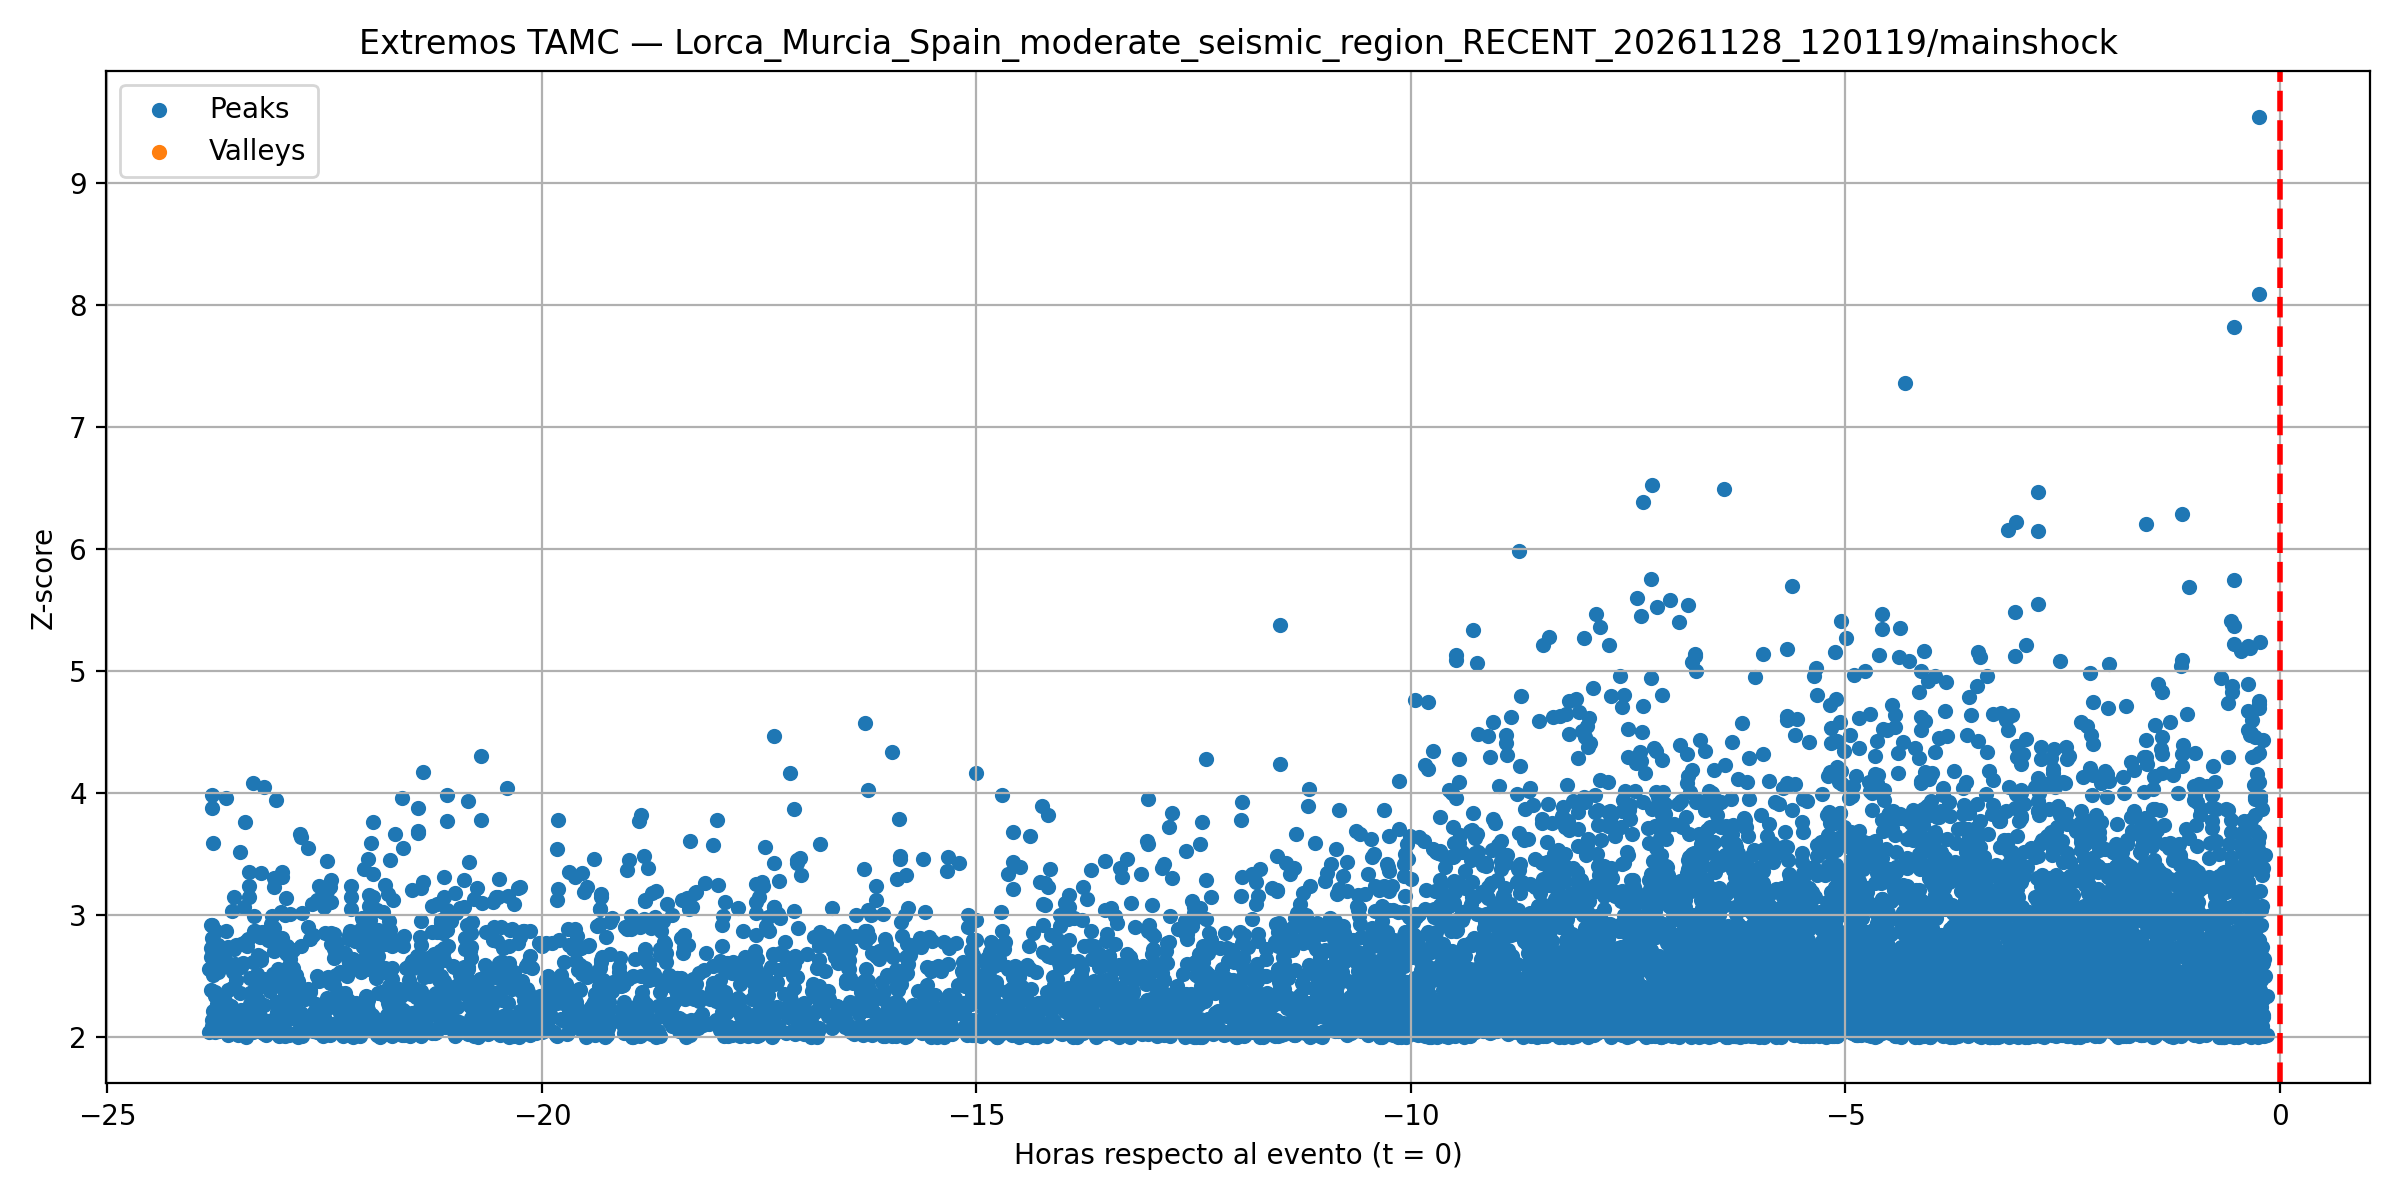 Extremos TAMC — Lorca_Murcia_Spain_moderate_seismic_region_RECENT_20261128_120119/mainshock
Peaks
Valleys
9
8
7
6
5
4
3
2
Z-score
−25
−20
−15
−10
−5
0
Horas respecto al evento (t = 0)